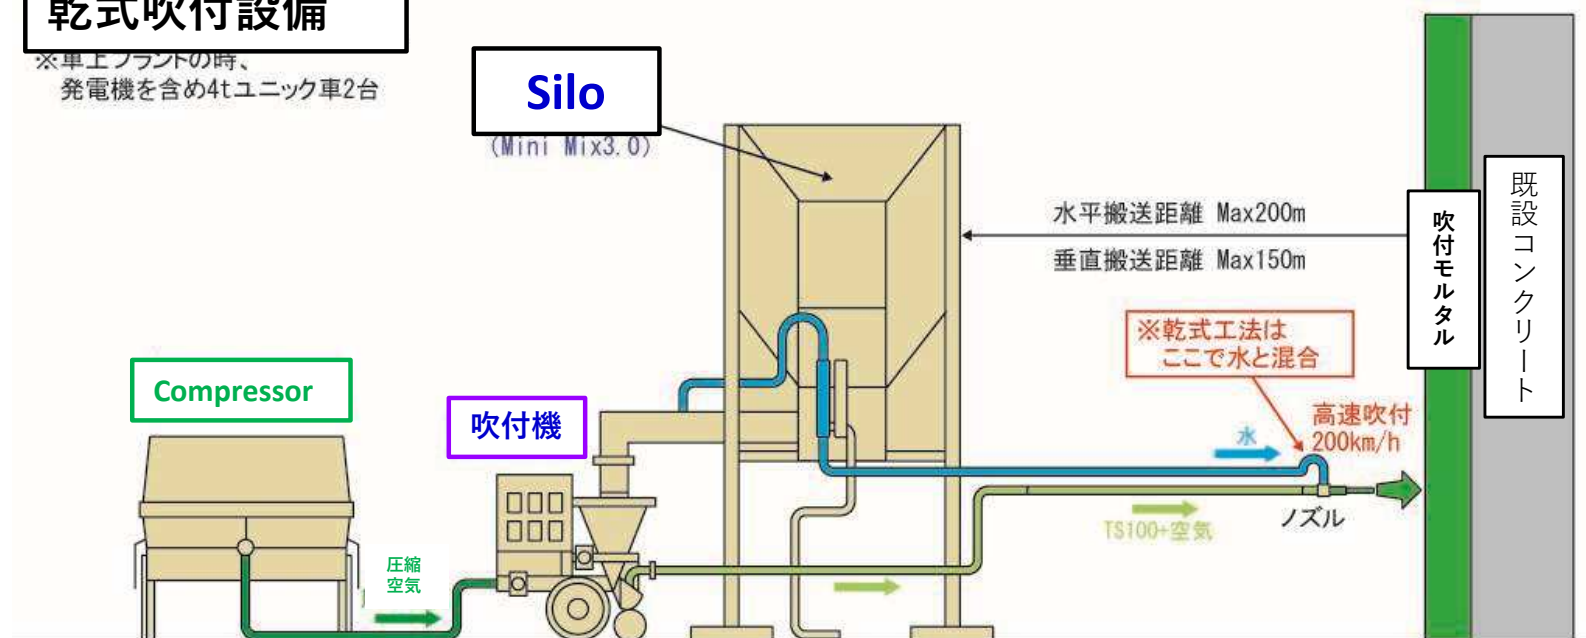 乾式吹付設備
※車上プラントの時、
発電機を含め4tユニック車2台
Silo
(Mini Mix3.0)
水平搬送距離 Max200m
垂直搬送距離 Max150m
吹付モルタル
既設コンクリート
※乾式工法は
ここで水と混合
Compressor
吹付機
高速吹付
200km/h
水
ノズル
TS100+空気
圧縮
空気